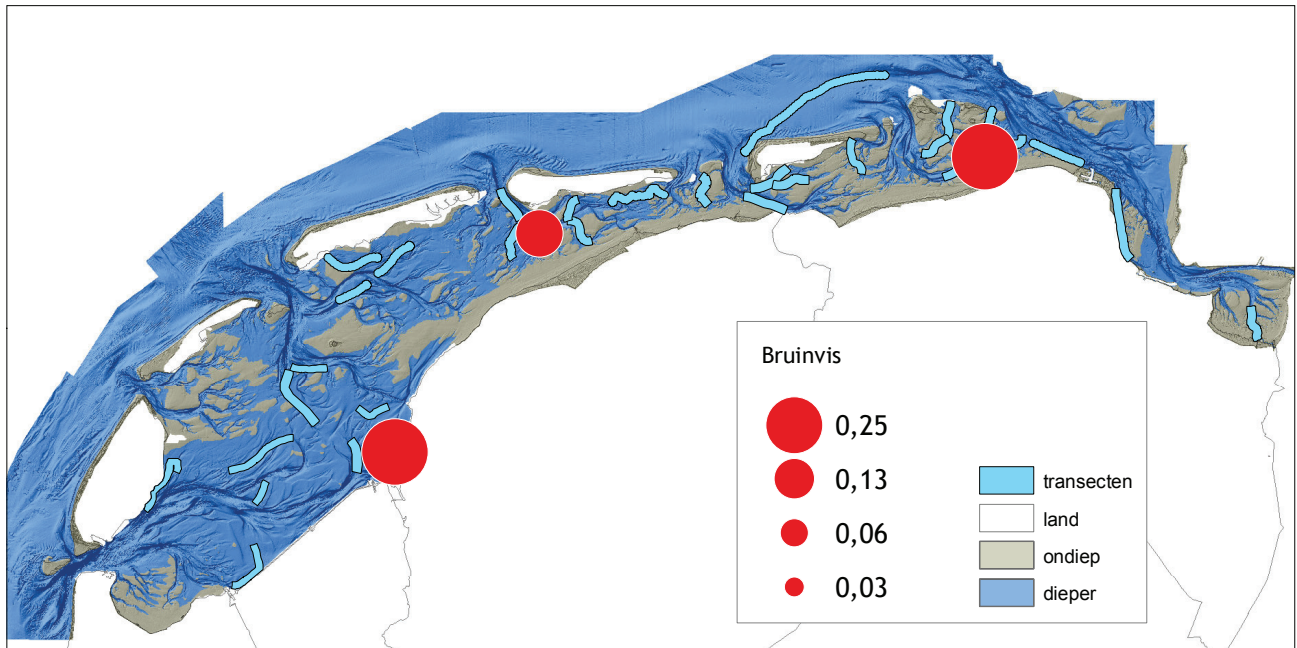 Bruinvis
0,25
0,13
0,06
0,03
transecten
land
ondiep
dieper